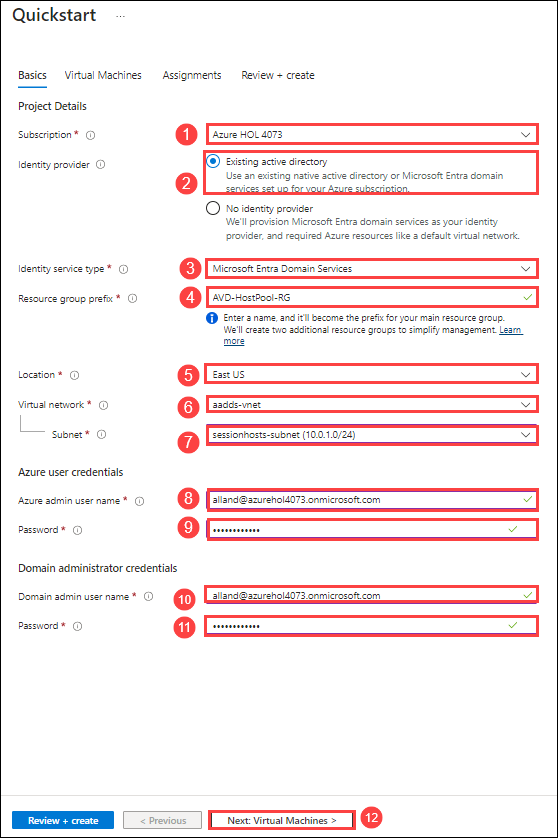 Quickstart ...
Basics Virtual Machines Assignments Review + create
Project Details
Subscription * 1 Azure HOL 4073
Identity provider Existing active directory
2 Use an existing native active directory or Microsoft Entra domain
services set up for your Azure subscription.
No identity provider
We'll provision Microsoft Entra domain services as your identity
provider, and required Azure resources like a default virtual network.
Identity service type * 3 Microsoft Entra Domain Services
Resource group prefix * 4 AVD-HostPool-RG
Enter a name, and it'll become the prefix for your main resource group.
We'll create two additional resource groups to simplify management. Learn
more
Location * 5 East US
Virtual network * 6 aadds-vnet
Subnet * 7 sessionhosts-subnet (10.0.1.0/24)
Azure user credentials
Azure admin user name * 8 alland@azurehol4073.onmicrosoft.com
Password * 9 ••••••••••••
Domain administrator credentials
Domain admin user name * 10 alland@azurehol4073.onmicrosoft.com
Password * 11 ••••••••••••
Review + create < Previous Next: Virtual Machines > 12